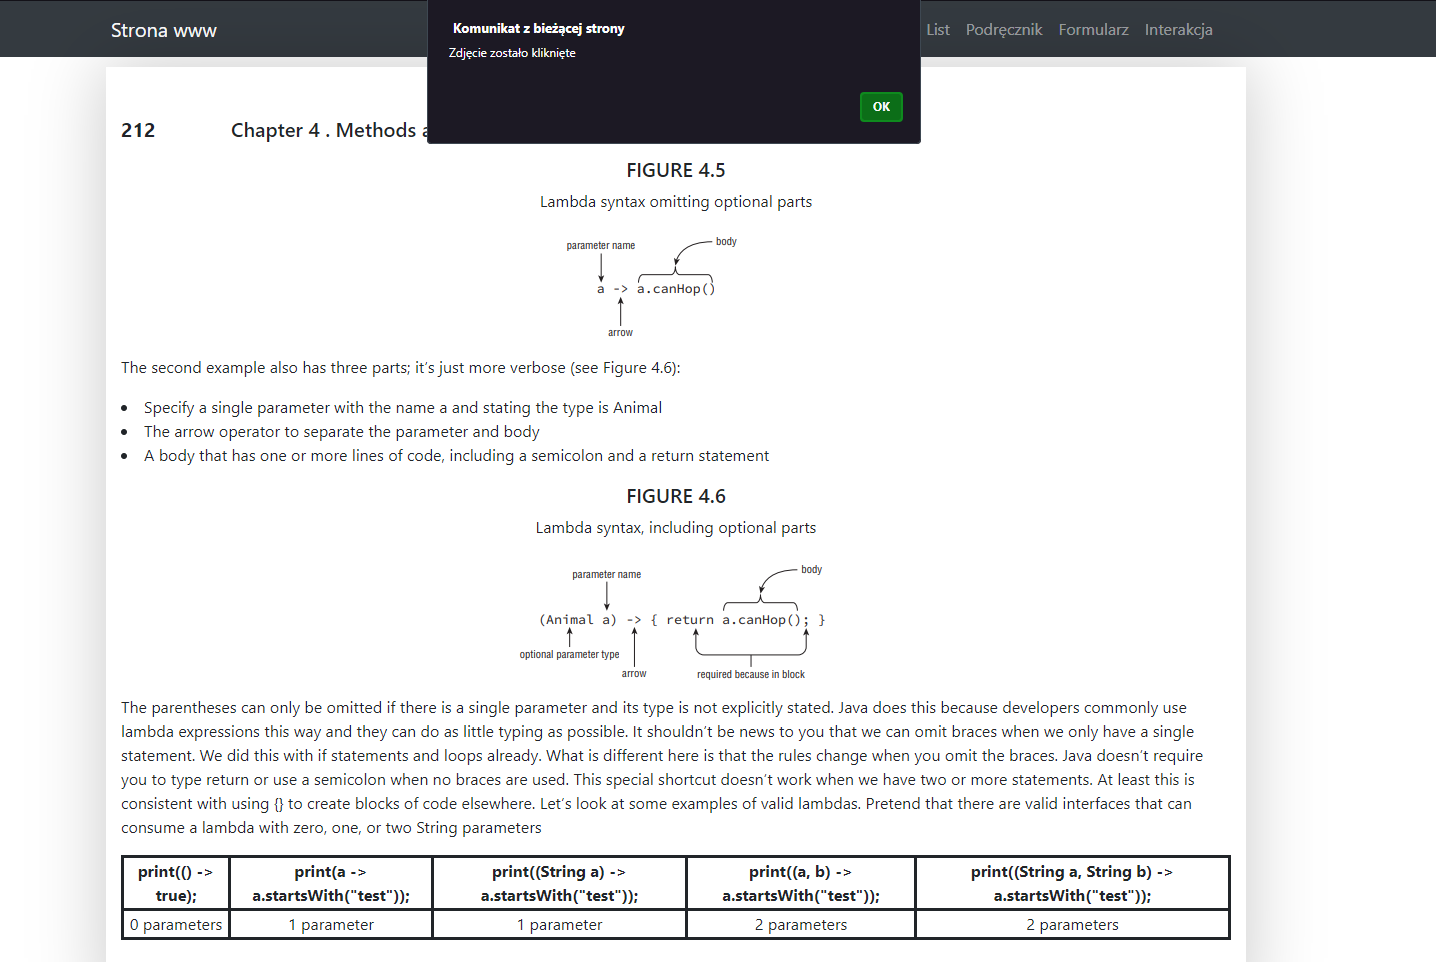 Strona www
List Podręcznik Formularz Interakcja
Komunikat z bieżącej strony
Zdjęcie zostało kliknięte
OK
212 Chapter 4 . Methods
FIGURE 4.5
Lambda syntax omitting optional parts
parameter name body
a -> a.canHop()
arrow
The second example also has three parts; it's just more verbose (see Figure 4.6):
• Specify a single parameter with the name a and stating the type is Animal
• The arrow operator to separate the parameter and body
• A body that has one or more lines of code, including a semicolon and a return statement
FIGURE 4.6
Lambda syntax, including optional parts
parameter name body
(Animal a) -> { return a.canHop(); }
optional parameter type
arrow required because in block
The parentheses can only be omitted if there is a single parameter and its type is not explicitly stated. Java does this because developers commonly use
lambda expressions this way and they can do as little typing as possible. It shouldn't be news to you that we can omit braces when we only have a single
statement. We did this with if statements and loops already. What is different here is that the rules change when you omit the braces. Java doesn't require
you to type return or use a semicolon when no braces are used. This special shortcut doesn't work when we have two or more statements. At least this is
consistent with using {} to create blocks of code elsewhere. Let's look at some examples of valid lambdas. Pretend that there are valid interfaces that can
consume a lambda with zero, one, or two String parameters
print(() -> print(a -> print((String a) -> print((a, b) -> print((String a, String b) ->
true); a.startsWith("test")); a.startsWith("test")); a.startsWith("test")); a.startsWith("test"));
0 parameters 1 parameter 1 parameter 2 parameters 2 parameters